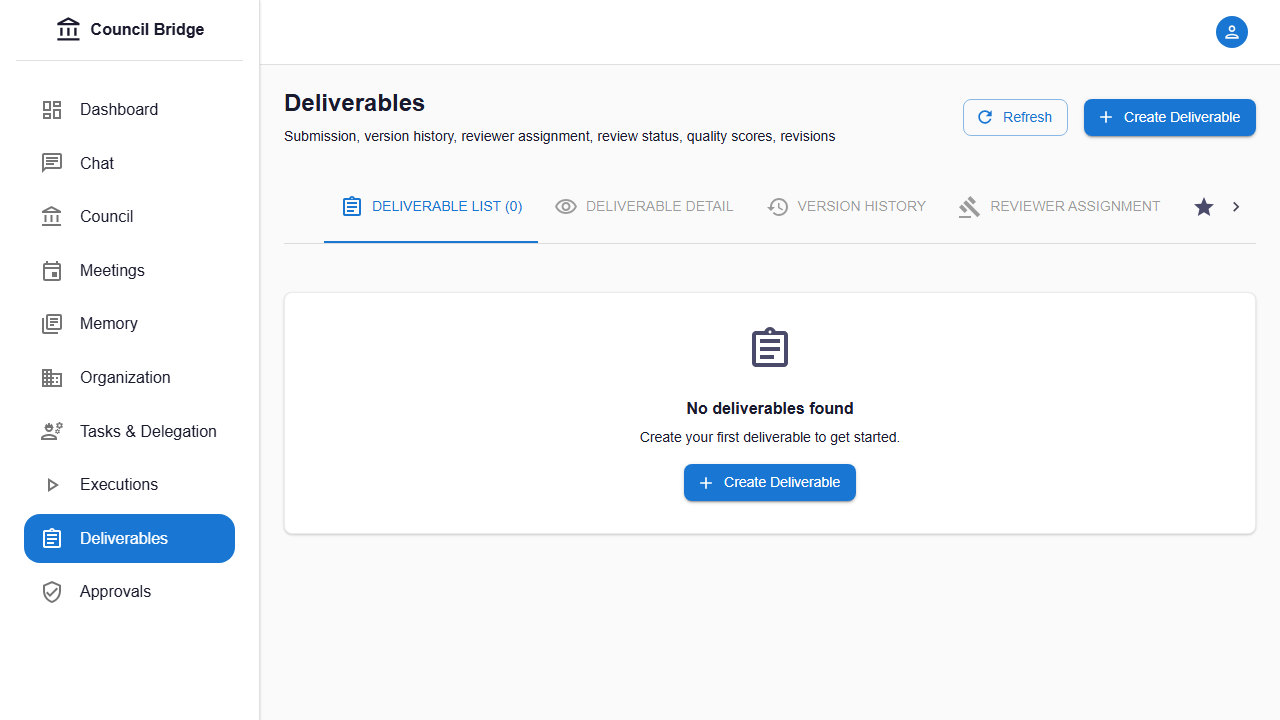 Council Bridge
Dashboard
Chat
Council
Meetings
Memory
Organization
Tasks & Delegation
Executions
Deliverables
Approvals
Deliverables
Submission, version history, reviewer assignment, review status, quality scores, revisions
Refresh
Create Deliverable
DELIVERABLE LIST (0)
DELIVERABLE DETAIL
VERSION HISTORY
REVIEWER ASSIGNMENT
No deliverables found
Create your first deliverable to get started.
Create Deliverable